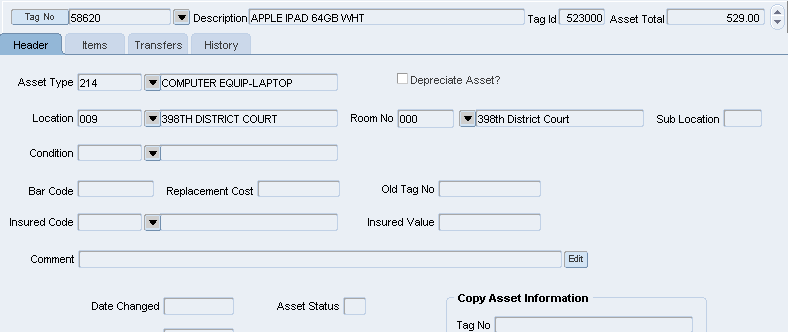 Tag No 58620 Description APPLE IPAD 64GB WHT Tag Id 523000 Asset Total 529.00
Header Items Transfers History
Asset Type 214 COMPUTER EQUIP-LAPTOP Depreciate Asset?
Location 009 398TH DISTRICT COURT Room No 000 398th District Court Sub Location
Condition
Bar Code Replacement Cost Old Tag No
Insured Code Insured Value
Comment Edit
Date Changed Asset Status Copy Asset Information
Tag No